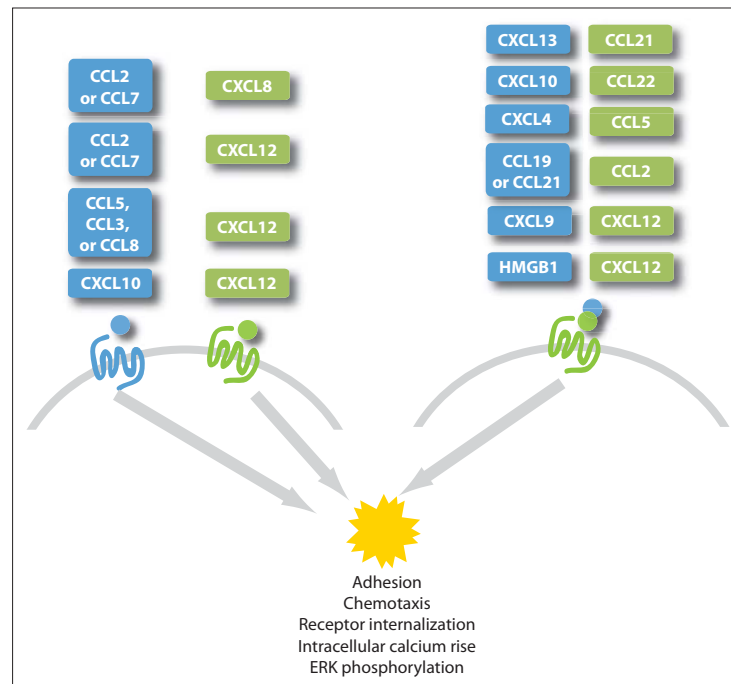 CCL2
or CCL7
CXCL8
CCL2
or CCL7
CXCL12
CCL5,
CCL3,
or CCL8
CXCL12
CXCL10
CXCL12
CXCL13
CCL21
CXCL10
CCL22
CXCL4
CCL5
CCL19
or CCL21
CCL2
CXCL9
CXCL12
HMGB1
CXCL12
Adhesion
Chemotaxis
Receptor internalization
Intracellular calcium rise
ERK phosphorylation